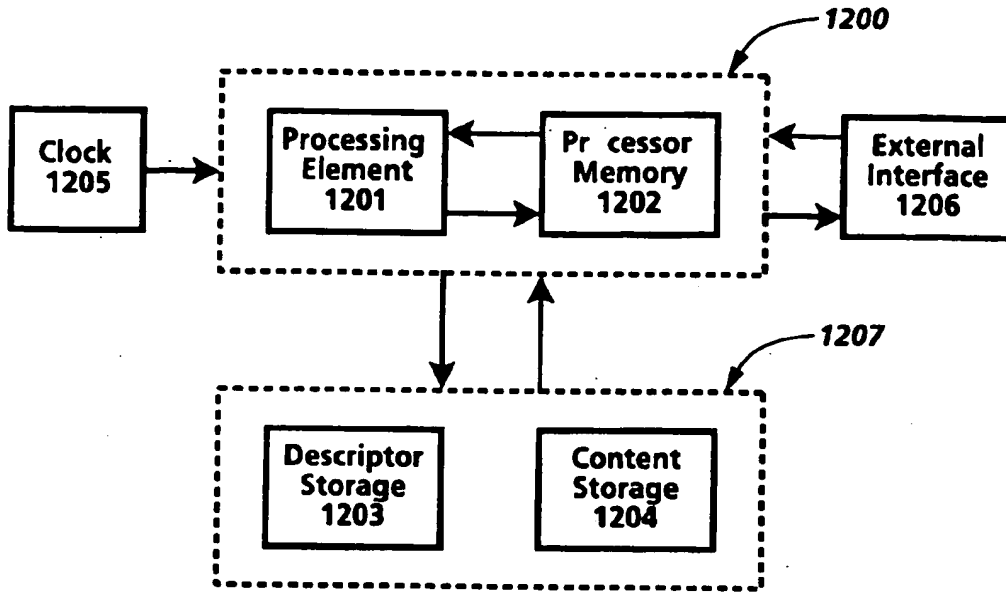 1200
Clock
1205
Processing
Element
1201
Pr cessor
Memory
1202
External
Interface
1206
1207
Descriptor
Storage
1203
Content
Storage
1204